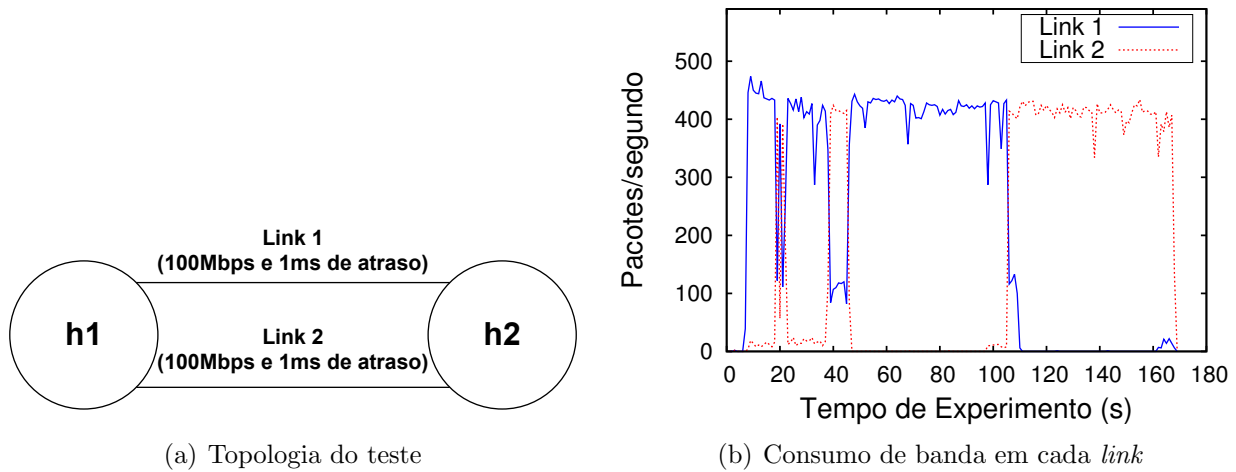 Link 1
(100Mbps e 1ms de atraso)
h1
h2
Link 2
(100Mbps e 1ms de atraso)
(a) Topologia do teste
Link 1
Link 2
Pacotes/segundo
500
400
300
200
100
0
0 20 40 60 80 100 120 140 160 180
Tempo de Experimento (s)
(b) Consumo de banda em cada link